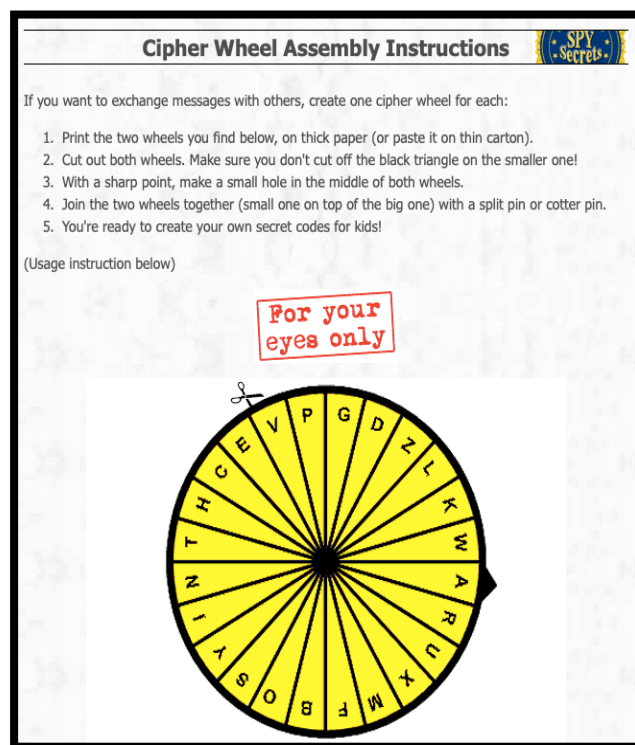 Cipher Wheel Assembly Instructions
SPY
Secrets
If you want to exchange messages with others, create one cipher wheel for each:
1. Print the two wheels you find below, on thick paper (or paste it on thin carton).
2. Cut out both wheels. Make sure you don't cut off the black triangle on the smaller one!
3. With a sharp point, make a small hole in the middle of both wheels.
4. Join the two wheels together (small one on top of the big one) with a split pin or cotter pin.
5. You're ready to create your own secret codes for kids!
(Usage instruction below)
For your
eyes only
G D Z L K W A R U X M F B O S Y I N T H C E V P